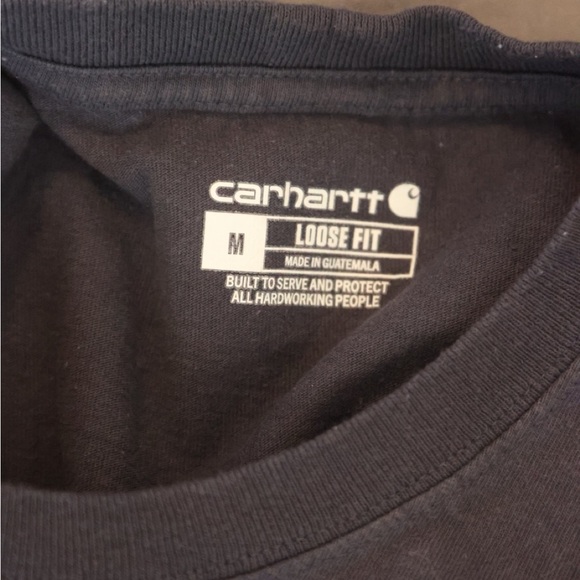 carhartt
M LOOSE FIT
MADE IN GUATEMALA
BUILT TO SERVE AND PROTECT
ALL HARDWORKING PEOPLE